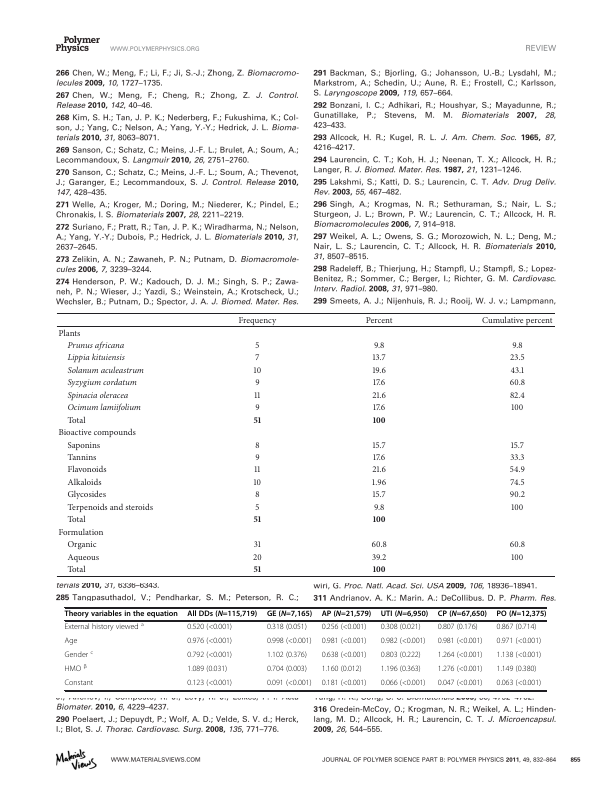 Polymer
Physics WWW.POLYMERPHYSICS.ORG REVIEW
266 Chen, W.; Meng, F.; Li, F.; Ji, S.-J.; Zhong, Z. Biomacromo-
lecules 2009, 10, 1727–1735.
267 Chen, W.; Meng, F.; Cheng, R.; Zhong, Z. J. Control.
Release 2010, 142, 40–46.
268 Kim, S. H.; Tan, J. P. K.; Nederberg, F.; Fukushima, K.; Col-
son, J.; Yang, C.; Nelson, A.; Yang, Y.-Y.; Hedrick, J. L. Bioma-
terials 2010, 31, 8063–8071.
269 Sanson, C.; Schatz, C.; Meins, J.-F. L.; Brulet, A.; Soum, A.;
Lecommandoux, S. Langmuir 2010, 26, 2751–2760.
270 Sanson, C.; Schatz, C.; Meins, J.-F. L.; Soum, A.; Thevenot,
J.; Garanger, E.; Lecommandoux, S. J. Control. Release 2010,
147, 428–435.
271 Welle, A.; Kroger, M.; Doring, M.; Niederer, K.; Pindel, E.;
Chronakis, I. S. Biomaterials 2007, 28, 2211–2219.
272 Suriano, F.; Pratt, R.; Tan, J. P. K.; Wiradharma, N.; Nelson,
A.; Yang, Y.-Y.; Dubois, P.; Hedrick, J. L. Biomaterials 2010, 31,
2637–2645.
273 Zelikin, A. N.; Zawaneh, P. N.; Putnam, D. Biomacromole-
cules 2006, 7, 3239–3244.
274 Henderson, P. W.; Kadouch, D. J. M.; Singh, S. P.; Zawa-
neh, P. N.; Wieser, J.; Yazdi, S.; Weinstein, A.; Krotscheck, U.;
Wechsler, B.; Putnam, D.; Spector, J. A. J. Biomed. Mater. Res.
291 Backman, S.; Bjorling, G.; Johansson, U.-B.; Lysdahl, M.;
Markstrom, A.; Schedin, U.; Aune, R. E.; Frostell, C.; Karlsson,
S. Laryngoscope 2009, 119, 657–664.
292 Bonzani, I. C.; Adhikari, R.; Houshyar, S.; Mayadunne, R.;
Gunatillake, P.; Stevens, M. M. Biomaterials 2007, 28,
423–433.
293 Allcock, H. R.; Kugel, R. L. J. Am. Chem. Soc. 1965, 87,
4216–4217.
294 Laurencin, C. T.; Koh, H. J.; Neenan, T. X.; Allcock, H. R.;
Langer, R. J. Biomed. Mater. Res. 1987, 21, 1231–1246.
295 Lakshmi, S.; Katti, D. S.; Laurencin, C. T. Adv. Drug Deliv.
Rev. 2003, 55, 467–482.
296 Singh, A.; Krogman, N. R.; Sethuraman, S.; Nair, L. S.;
Sturgeon, J. L.; Brown, P. W.; Laurencin, C. T.; Allcock, H. R.
Biomacromolecules 2006, 7, 914–918.
297 Weikel, A. L.; Owens, S. G.; Morozowich, N. L.; Deng, M.;
Nair, L. S.; Laurencin, C. T.; Allcock, H. R. Biomaterials 2010,
31, 8507–8515.
298 Radeleff, B.; Thierjung, H.; Stampfl, U.; Stampfl, S.; Lopez-
Benitez, R.; Sommer, C.; Berger, I.; Richter, G. M. Cardiovasc.
Interv. Radiol. 2008, 31, 971–980.
299 Smeets, A. J.; Nijenhuis, R. J.; Rooij, W. J. v.; Lampmann,
Frequency Percent Cumulative percent
Plants
Prunus africana 5 9.8 9.8
Lippia kituiensis 7 13.7 23.5
Solanum aculeastrum 10 19.6 43.1
Syzygium cordatum 9 17.6 60.8
Spinacia oleracea 11 21.6 82.4
Ocimum lamiifolium 9 17.6 100
Total 51 100
Bioactive compounds
Saponins 8 15.7 15.7
Tannins 9 17.6 33.3
Flavonoids 11 21.6 54.9
Alkaloids 10 1.96 74.5
Glycosides 8 15.7 90.2
Terpenoids and steroids 5 9.8 100
Total 51 100
Formulation
Organic 31 60.8 60.8
Aqueous 20 39.2 100
Total 51 100
terials 2010, 31, 6336–6343.
285 Tangpasuthadol, V.; Pendharkar, S. M.; Peterson, R. C.;
wiri, G. Proc. Natl. Acad. Sci. USA 2009, 106, 18936–18941.
311 Andrianov, A. K.; Marin, A.; DeCollibus, D. P. Pharm. Res.
Theory variables in the equation All DDs (N=115,719) GE (N=7,165) AP (N=21,579) UTI (N=6,950) CP (N=67,650) PO (N=12,375)
External history viewed a 0.520 (<0.001) 0.318 (0.051) 0.256 (<0.001) 0.308 (0.021) 0.807 (0.176) 0.867 (0.714)
Age 0.976 (<0.001) 0.998 (<0.001) 0.981 (<0.001) 0.982 (<0.001) 0.981 (<0.001) 0.971 (<0.001)
Gender c 0.792 (<0.001) 1.102 (0.376) 0.638 (<0.001) 0.803 (0.222) 1.264 (<0.001) 1.138 (<0.001)
HMO β 1.089 (0.031) 0.704 (0.003) 1.160 (0.012) 1.196 (0.363) 1.276 (<0.001) 1.149 (0.380)
Constant 0.123 (<0.001) 0.091 (<0.001) 0.181 (<0.001) 0.066 (<0.001) 0.047 (<0.001) 0.063 (<0.001)
Biomater. 2010, 6, 4229–4237.
290 Poelaert, J.; Depuydt, P.; Wolf, A. D.; Velde, S. V. d.; Herck,
I.; Blot, S. J. Thorac. Cardiovasc. Surg. 2008, 135, 771–776.
316 Oredein-McCoy, O.; Krogman, N. R.; Weikel, A. L.; Hinden-
lang, M. D.; Allcock, H. R.; Laurencin, C. T. J. Microencapsul.
2009, 26, 544–555.
Materials
Views WWW.MATERIALSVIEWS.COM JOURNAL OF POLYMER SCIENCE PART B: POLYMER PHYSICS 2011, 49, 832–864 855